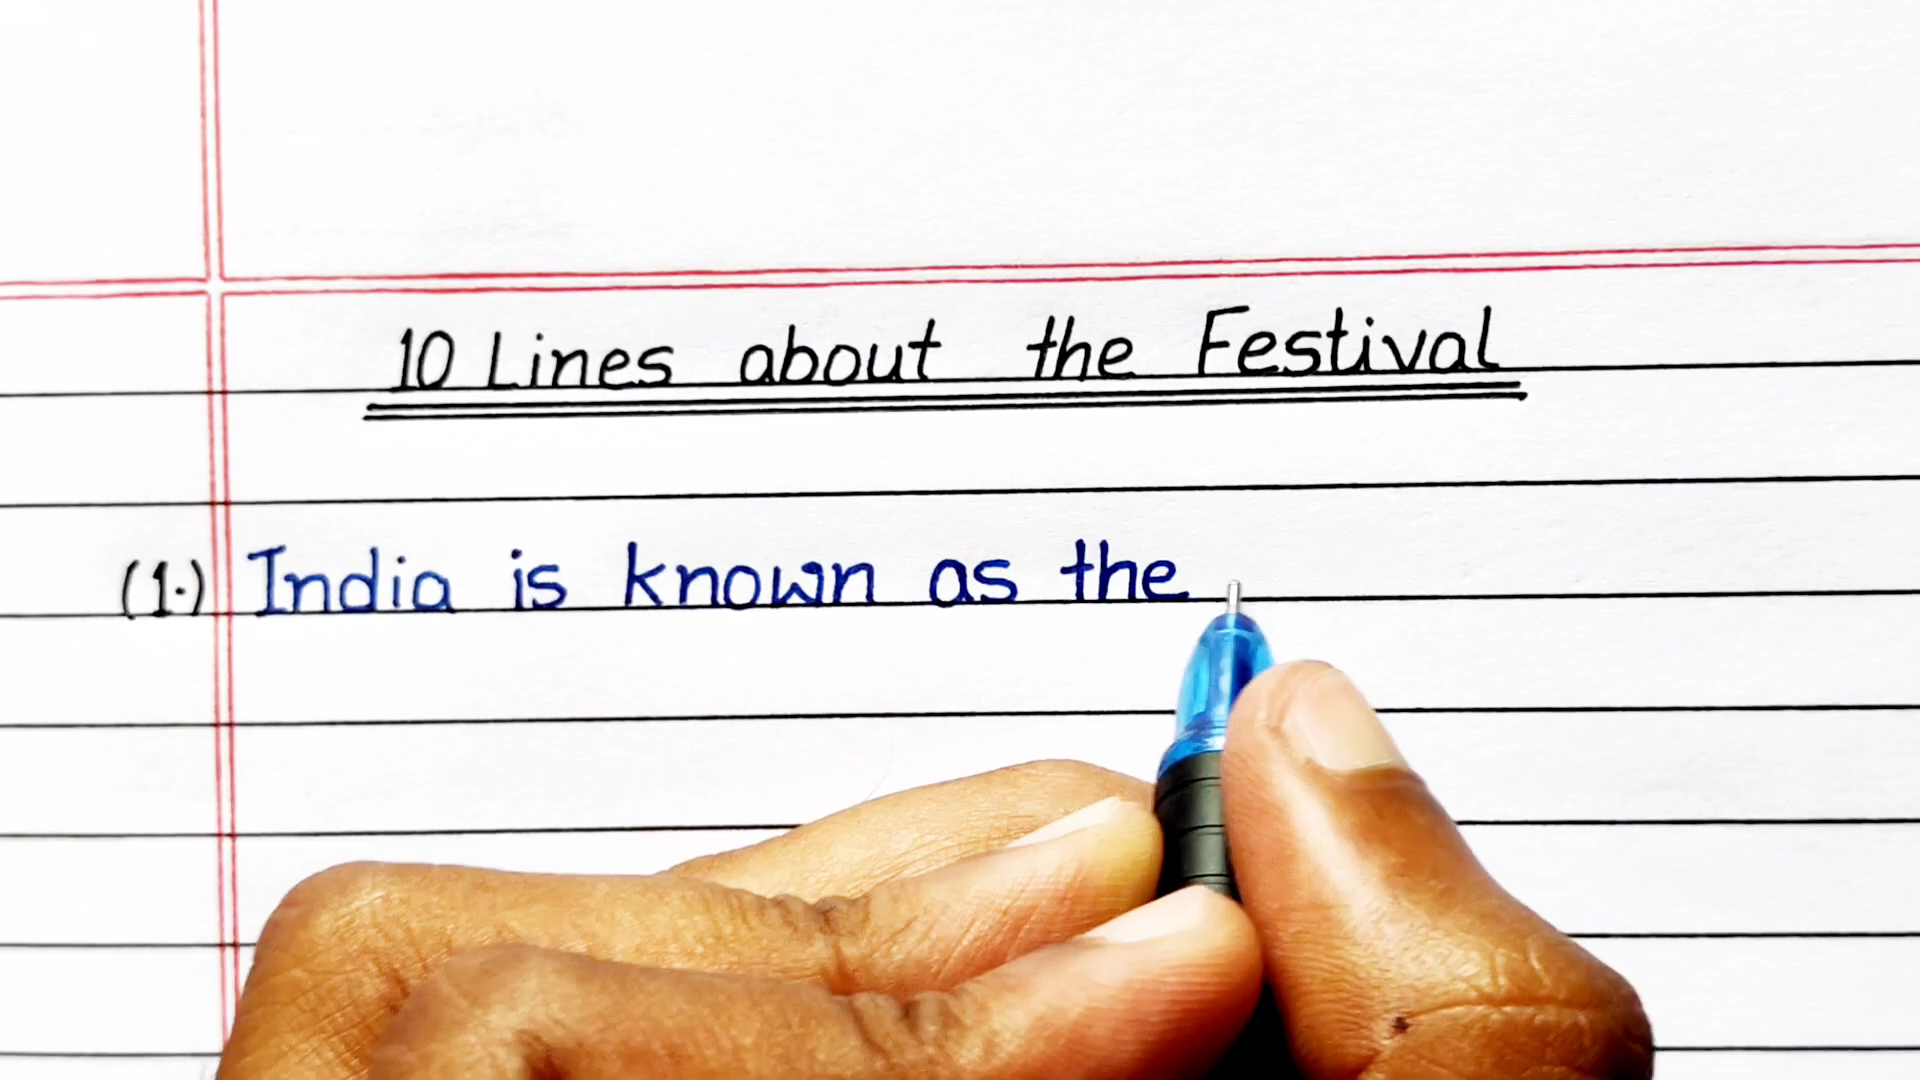 10 Lines about the Festival
(1.) India is known as the